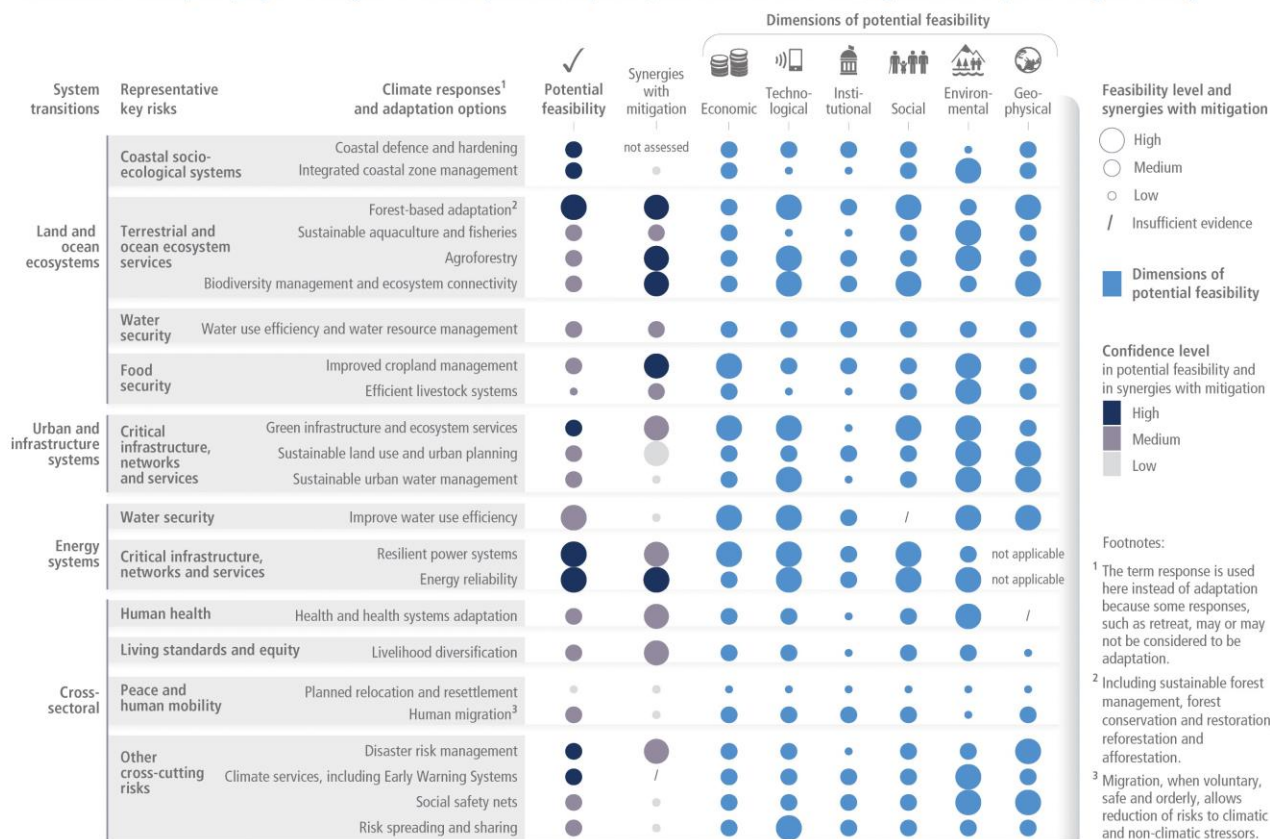 Dimensions of potential feasibility
System transitions
Representative key risks
Climate responses¹ and adaptation options
Potential feasibility
Synergies with mitigation
Economic
Techno-logical
Insti-tutional
Social
Environ-mental
Geo-physical
Land and ocean ecosystems
Coastal socio-ecological systems
Coastal defence and hardening
not assessed
Integrated coastal zone management
Terrestrial and ocean ecosystem services
Forest-based adaptation²
Sustainable aquaculture and fisheries
Agroforestry
Biodiversity management and ecosystem connectivity
Water security
Water use efficiency and water resource management
Food security
Improved cropland management
Efficient livestock systems
Urban and infrastructure systems
Critical infrastructure, networks and services
Green infrastructure and ecosystem services
Sustainable land use and urban planning
Sustainable urban water management
Energy systems
Water security
Improve water use efficiency
/
Critical infrastructure, networks and services
Resilient power systems
not applicable
Energy reliability
not applicable
Cross-sectoral
Human health
Health and health systems adaptation
/
Living standards and equity
Livelihood diversification
Peace and human mobility
Planned relocation and resettlement
Human migration³
Other cross-cutting risks
Disaster risk management
Climate services, including Early Warning Systems
/
Social safety nets
Risk spreading and sharing
Feasibility level and
synergies with mitigation
High
Medium
Low
/ Insufficient evidence
Dimensions of
potential feasibility
Confidence level
in potential feasibility and
in synergies with mitigation
High
Medium
Low
Footnotes:
¹ The term response is used
here instead of adaptation
because some responses,
such as retreat, may or may
not be considered to be
adaptation.
² Including sustainable forest
management, forest
conservation and restoration
reforestation and
afforestation.
³ Migration, when voluntary,
safe and orderly, allows
reduction of risks to climatic
and non-climatic stressors.